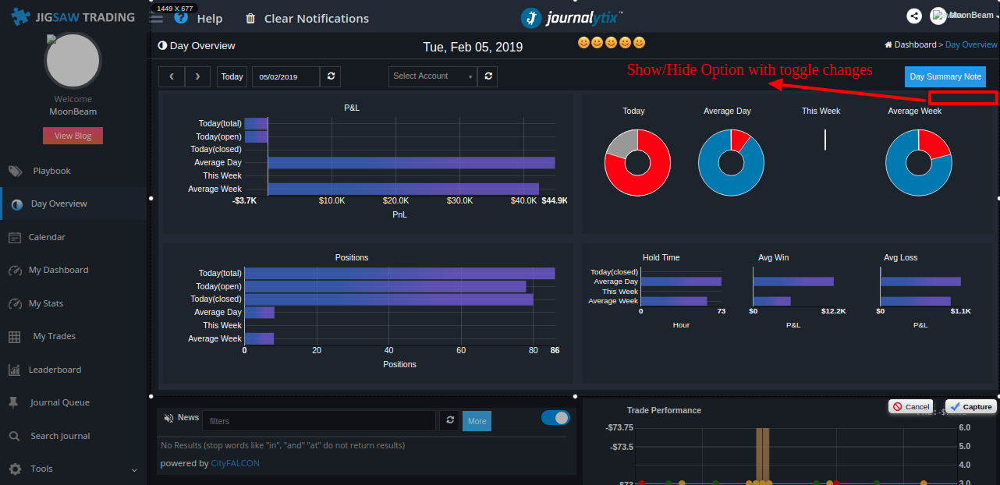 1449 X 677
JIGSAW TRADING
Help
Clear Notifications
journalytix™
MoonBeam
Day Overview
Tue, Feb 05, 2019
Dashboard > Day Overview
Show/Hide Option with toggle changes
Today
05/02/2019
Select Account
Day Summary Note
Welcome
MoonBeam
View Blog
Playbook
Day Overview
Calendar
My Dashboard
My Stats
My Trades
Leaderboard
Journal Queue
Search Journal
Tools
P&L
Today(total)
Today(open)
Today(closed)
Average Day
This Week
Average Week
-$3.7K $10.0K $20.0K $30.0K $40.0K $44.9K
PnL
Today
Average Day
This Week
Average Week
Positions
Today(total)
Today(open)
Today(closed)
Average Day
This Week
Average Week
0 20 40 60 80 86
Positions
Hold Time
Avg Win
Avg Loss
Today(closed)
Average Day
This Week
Average Week
0 73
Hour
$0 $12.2K
P&L
$0 $1.1K
P&L
News
filters
More
No Results (stop words like "in", "and" "at" do not return results)
powered by CityFALCON
Cancel
Capture
Trade Performance
-$73.75
-$73.5
-$73
6.0
5.0
4.0
3.0